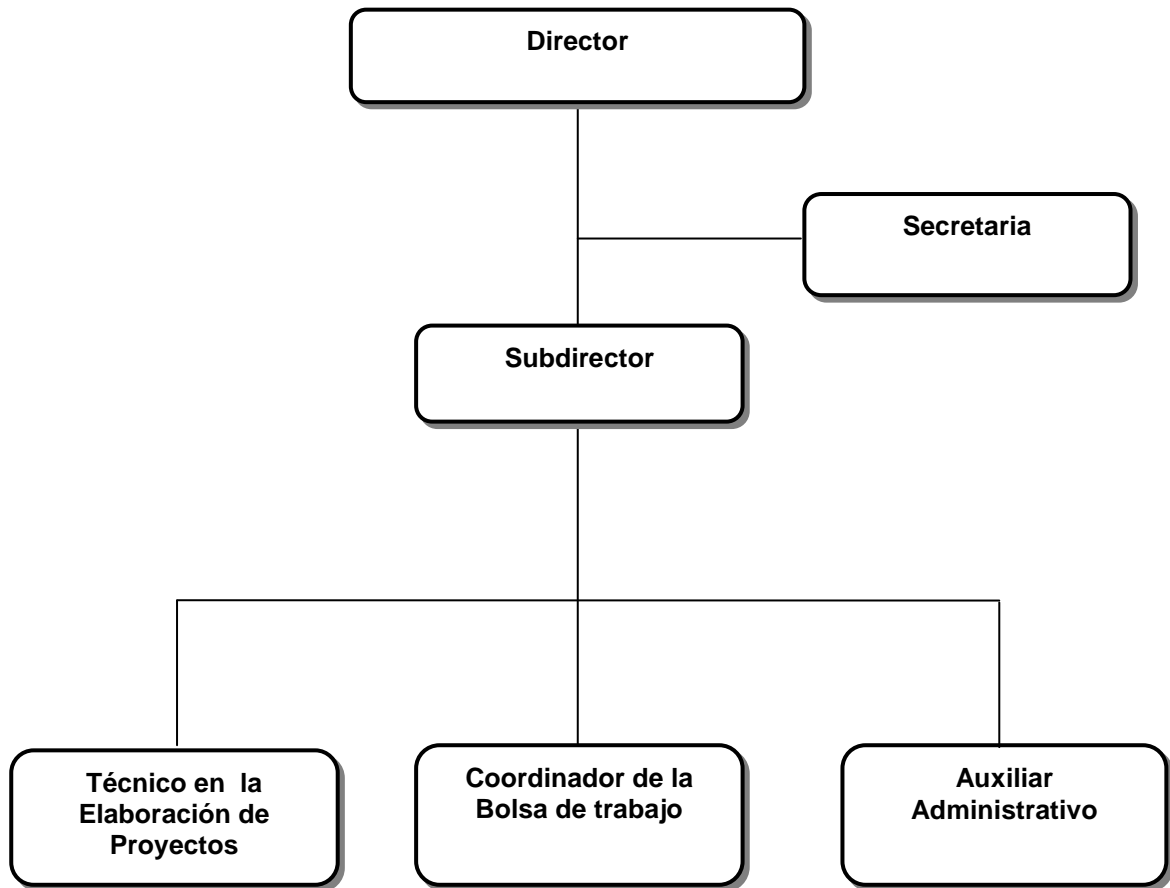 Director
Secretaria
Subdirector
Técnico en la
Elaboración de
Proyectos
Coordinador de la
Bolsa de trabajo
Auxiliar
Administrativo